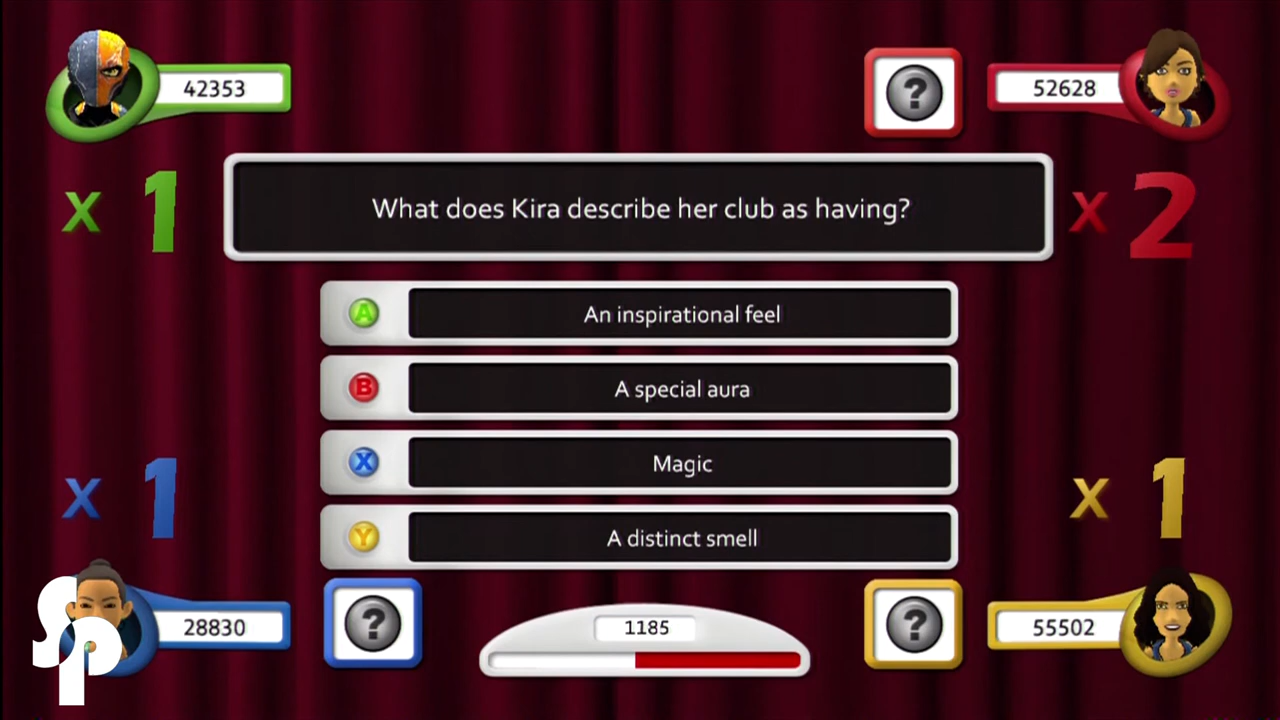 42353
?
52628
x 1
What does Kira describe her club as having?
x 2
A An inspirational feel
B A special aura
X Magic
Y A distinct smell
x 1
x 1
SP
28830
?
1185
?
55502